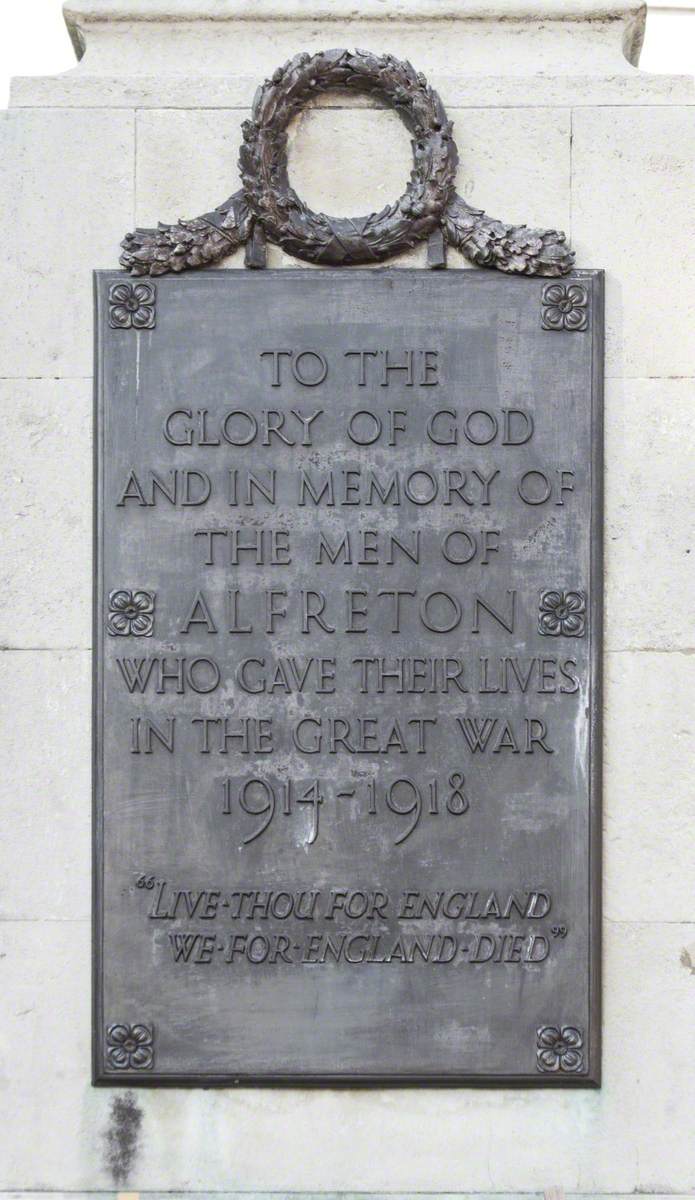 TO THE
GLORY OF GOD
AND IN MEMORY OF
THE MEN OF
ALFRETON
WHO GAVE THEIR LIVES
IN THE GREAT WAR
1914-1918
“LIVE·THOU FOR ENGLAND
WE·FOR·ENGLAND·DIED”